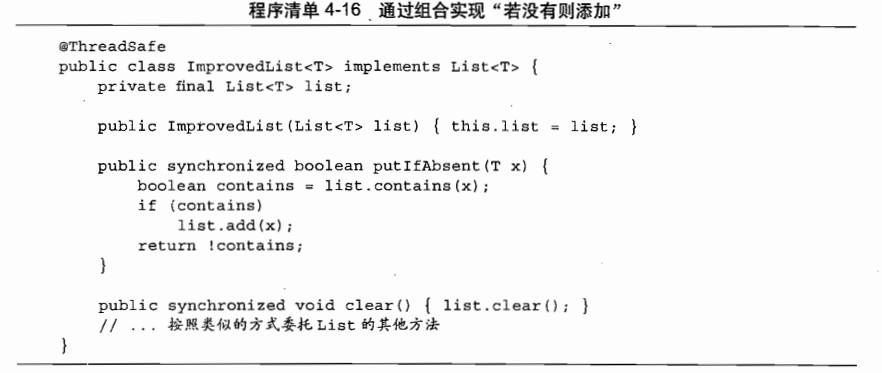 程序清单 4-16 通过组合实现“若没有则添加”
@ThreadSafe
public class ImprovedList<T> implements List<T> {
    private final List<T> list;
    public ImprovedList(List<T> list) { this.list = list; }
    public synchronized boolean putIfAbsent(T x) {
        boolean contains = list.contains(x);
        if (contains)
            list.add(x);
        return !contains;
    }
    public synchronized void clear() { list.clear(); }
    // ... 按照类似的方式委托List的其他方法
}